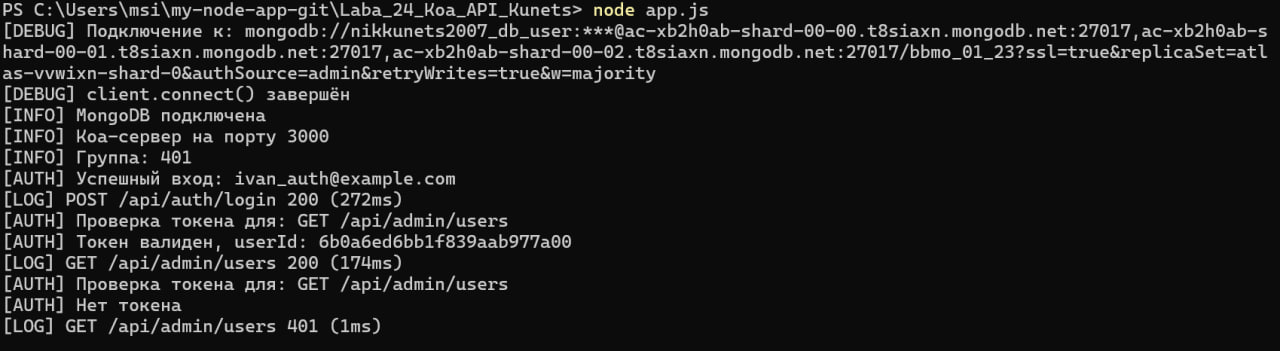 PS C:\Users\msi\my-node-app-git\Laba_24_Koa_API_Kunets> node app.js
[DEBUG] Подключение к: mongodb://nikkunets2007_db_user:***@ac-xb2h0ab-shard-00-00.t8siaxn.mongodb.net:27017,ac-xb2h0ab-s
hard-00-01.t8siaxn.mongodb.net:27017,ac-xb2h0ab-shard-00-02.t8siaxn.mongodb.net:27017/bbmo_01_23?ssl=true&replicaSet=atl
as-vvwixn-shard-0&authSource=admin&retryWrites=true&w=majority
[DEBUG] client.connect() завершён
[INFO] MongoDB подключена
[INFO] Koa-сервер на порту 3000
[INFO] Группа: 401
[AUTH] Успешный вход: ivan_auth@example.com
[LOG] POST /api/auth/login 200 (272ms)
[AUTH] Проверка токена для: GET /api/admin/users
[AUTH] Токен валиден, userId: 6b0a6ed6bb1f839aab977a00
[LOG] GET /api/admin/users 200 (174ms)
[AUTH] Проверка токена для: GET /api/admin/users
[AUTH] Нет токена
[LOG] GET /api/admin/users 401 (1ms)